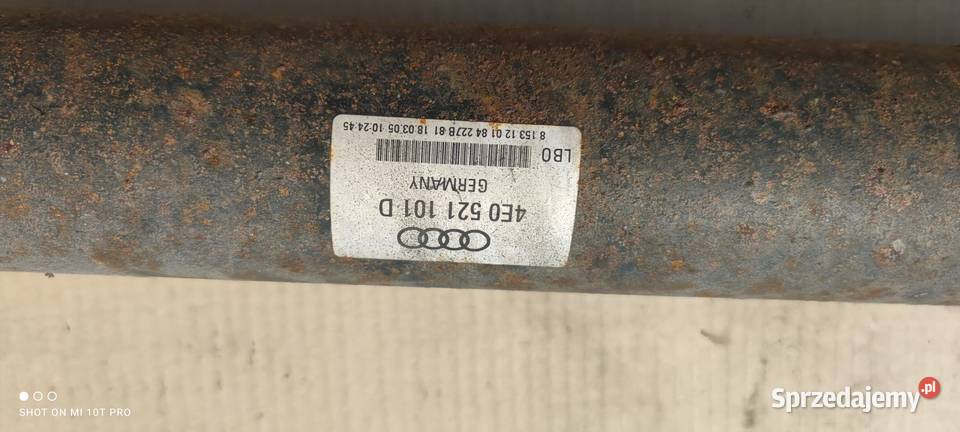 4E0 521 101 D
GERMANY
LB0
8 153 12 01 84 227B 81 18.03.05 10:24:45
SHOT ON MI 10T PRO
Sprzedajemy.pl